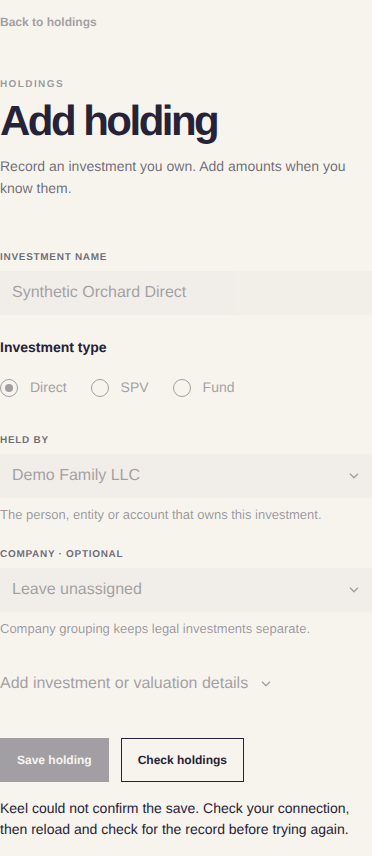 Back to holdings
HOLDINGS
Add holding
Record an investment you own. Add amounts when you
know them.
INVESTMENT NAME
Synthetic Orchard Direct
Investment type
Direct SPV Fund
HELD BY
Demo Family LLC
The person, entity or account that owns this investment.
COMPANY · OPTIONAL
Leave unassigned
Company grouping keeps legal investments separate.
Add investment or valuation details
Save holding Check holdings
Keel could not confirm the save. Check your connection,
then reload and check for the record before trying again.